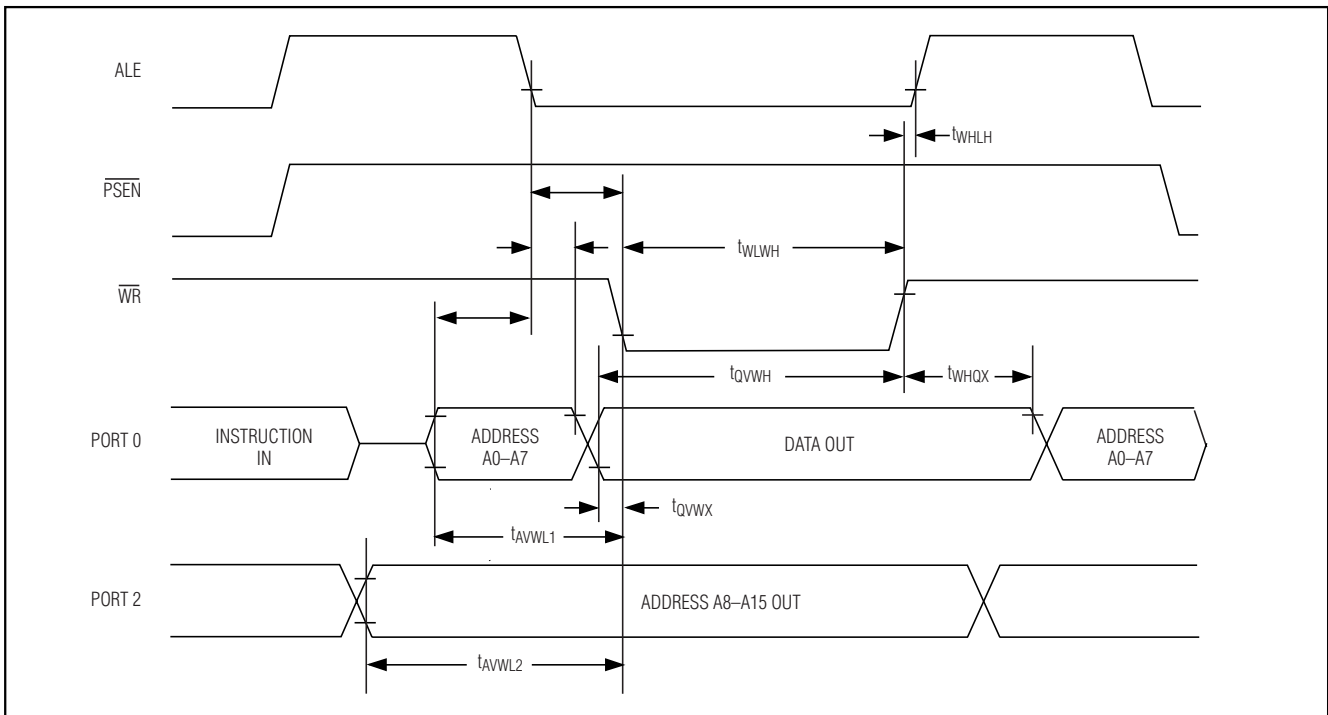 ALE
tWHLH
PSEN
tWLWH
WR
tQVWH
tWHQX
PORT 0
INSTRUCTION
IN
ADDRESS
A0–A7
DATA OUT
ADDRESS
A0–A7
tQVWX
tAVWL1
PORT 2
ADDRESS A8–A15 OUT
tAVWL2